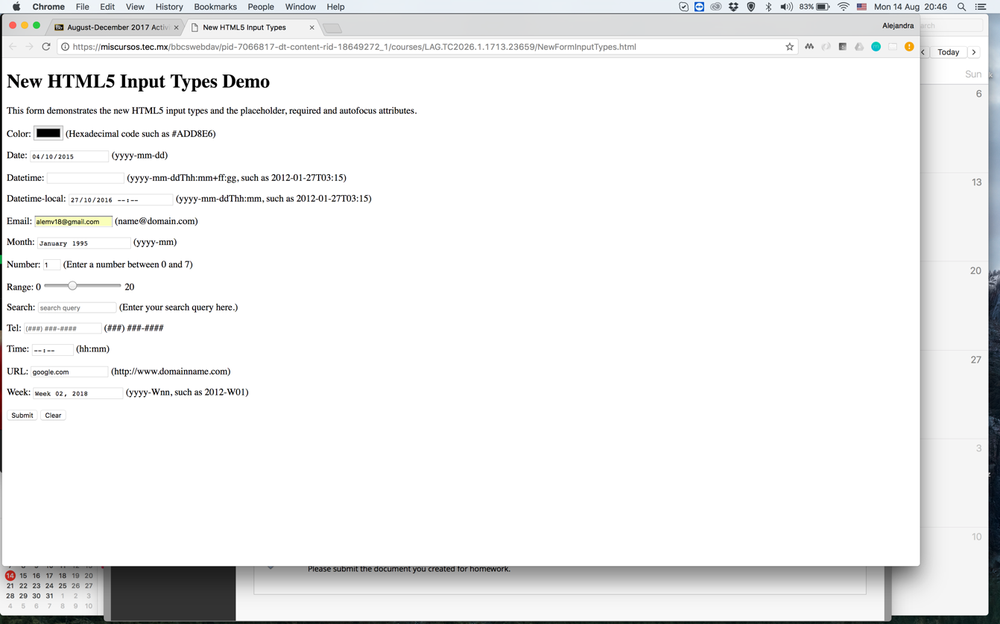 Chrome File Edit View History Bookmarks People Window Help 83% Mon 14 Aug 20:46
August-December 2017 Activi New HTML5 Input Types Alejandra
https://miscursos.tec.mx/bbcswebdav/pid-7066817-dt-content-rid-18649272_1/courses/LAG.TC2026.1.1713.23659/NewFormInputTypes.html
Today
Sun
6
13
20
27
3
10
New HTML5 Input Types Demo
This form demonstrates the new HTML5 input types and the placeholder, required and autofocus attributes.
Color: (Hexadecimal code such as #ADD8E6)
Date: 04/10/2015 (yyyy-mm-dd)
Datetime: (yyyy-mm-ddThh:mm+ff:gg, such as 2012-01-27T03:15)
Datetime-local: 27/10/2016 --:-- (yyyy-mm-ddThh:mm, such as 2012-01-27T03:15)
Email: alemv18@gmail.com (name@domain.com)
Month: January 1995 (yyyy-mm)
Number: 1 (Enter a number between 0 and 7)
Range: 0 20
Search: search query (Enter your search query here.)
Tel: (###) ###-#### (###) ###-####
Time: --:-- (hh:mm)
URL: google.com (http://www.domainname.com)
Week: Week 02, 2018 (yyyy-Wnn, such as 2012-W01)
Submit Clear
Please submit the document you created for homework.
14 15 16 17 18 19 20
21 22 23 24 25 26 27
28 29 30 31 1 2 3
4 5 6 7 8 9 10